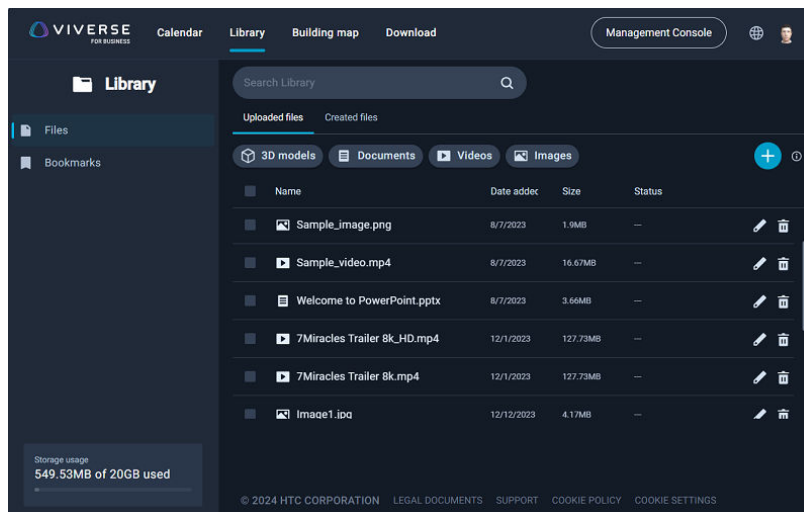 VIVERSE
FOR BUSINESS
Calendar Library Building map Download Management Console
Library
Files
Bookmarks
Storage usage
549.53MB of 20GB used
Search Library
Uploaded files Created files
3D models Documents Videos Images
Name Date added Size Status
Sample_image.png 8/7/2023 1.9MB ---
Sample_video.mp4 8/7/2023 16.67MB ---
Welcome to PowerPoint.pptx 8/7/2023 3.66MB ---
7Miracles Trailer 8k_HD.mp4 12/1/2023 127.73MB ---
7Miracles Trailer 8k.mp4 12/1/2023 127.73MB ---
Image1.jpg 12/12/2023 4.17MB ---
© 2024 HTC CORPORATION LEGAL DOCUMENTS SUPPORT COOKIE POLICY COOKIE SETTINGS